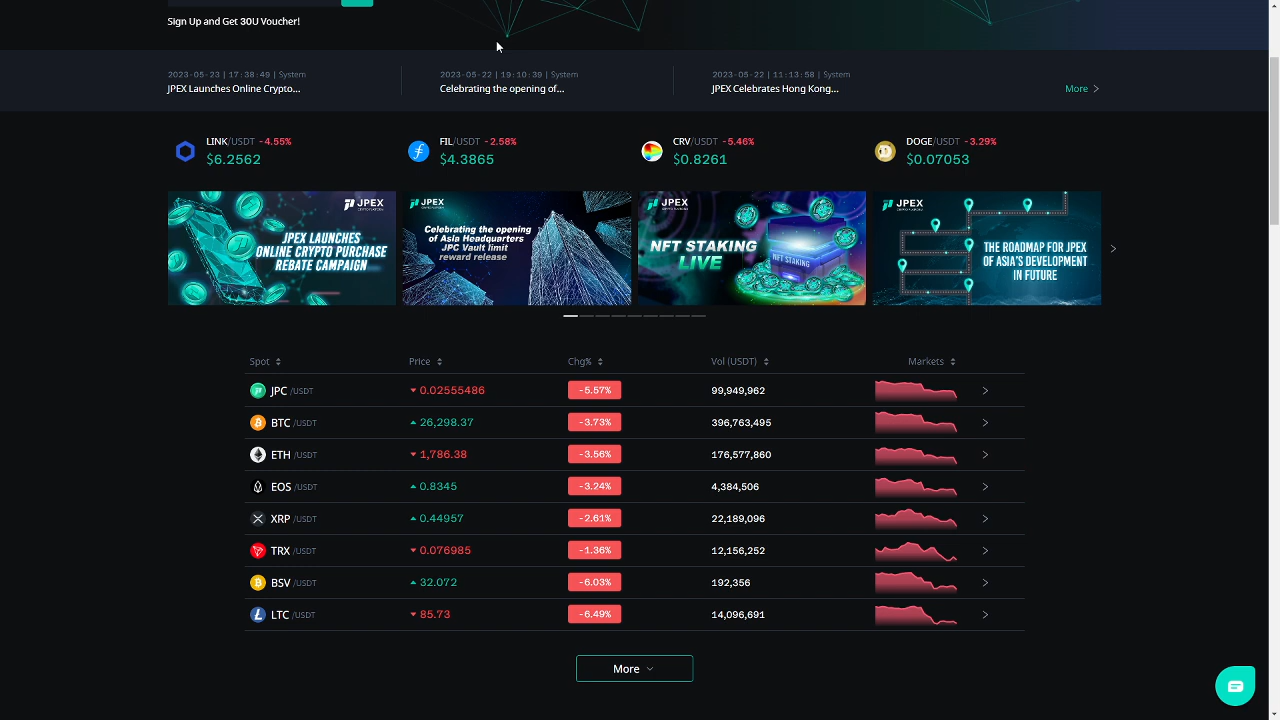 Sign Up and Get 30U Voucher!
2023-05-23 | 17:38:49 | System
JPEX Launches Online Crypto...
2023-05-22 | 19:10:39 | System
Celebrating the opening of...
2023-05-22 | 11:13:58 | System
JPEX Celebrates Hong Kong...
More
LINK/USDT -4.55%
$6.2562
FIL/USDT -2.58%
$4.3865
CRV/USDT -5.46%
$0.8261
DOGE/USDT -3.29%
$0.07053
JPEX
JPEX LAUNCHES
ONLINE CRYPTO PURCHASE
REBATE CAMPAIGN
JPEX
Celebrating the opening
of Asia Headquarters
JPC Vault limit
reward release
JPEX
NFT STAKING
LIVE
NFT STAKING
JPEX
THE ROADMAP FOR JPEX
OF ASIA'S DEVELOPMENT
IN FUTURE
Spot Price Chg% Vol (USDT) Markets
JPC /USDT 0.02555486 -5.57% 99,949,962
BTC /USDT 26,298.37 -3.73% 396,763,495
ETH /USDT 1,786.38 -3.56% 176,577,860
EOS /USDT 0.8345 -3.24% 4,384,506
XRP /USDT 0.44957 -2.61% 22,189,096
TRX /USDT 0.076985 -1.36% 12,156,252
BSV /USDT 32.072 -6.03% 192,356
LTC /USDT 85.73 -6.49% 14,096,691
More